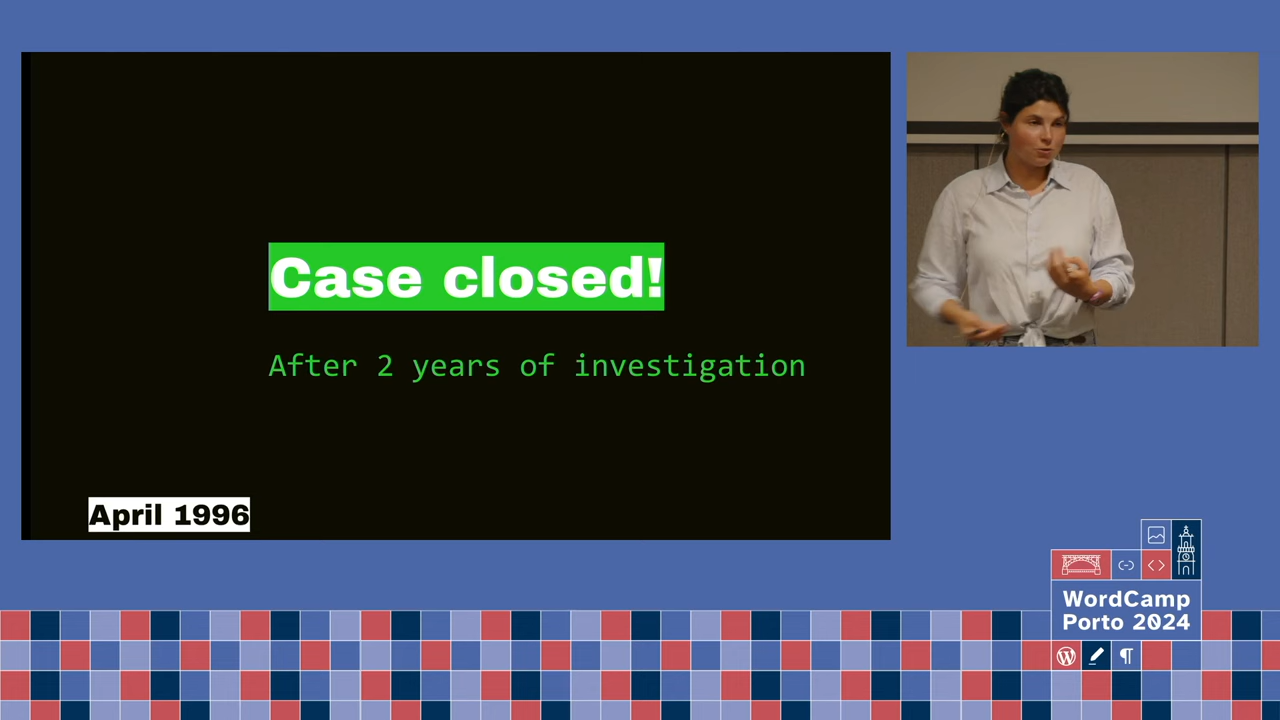 Case closed!
After 2 years of investigation
April 1996
WordCamp
Porto 2024